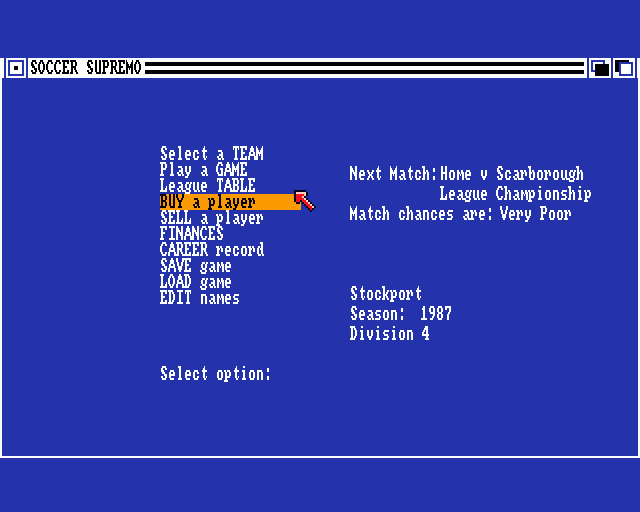 SOCCER SUPREMO
Select a TEAM
Play a GAME
League TABLE
BUY a player
SELL a player
FINANCES
CAREER record
SAVE game
LOAD game
EDIT names
Select option:
Next Match:Home v Scarborough
League Championship
Match chances are: Very Poor
Stockport
Season: 1987
Division 4